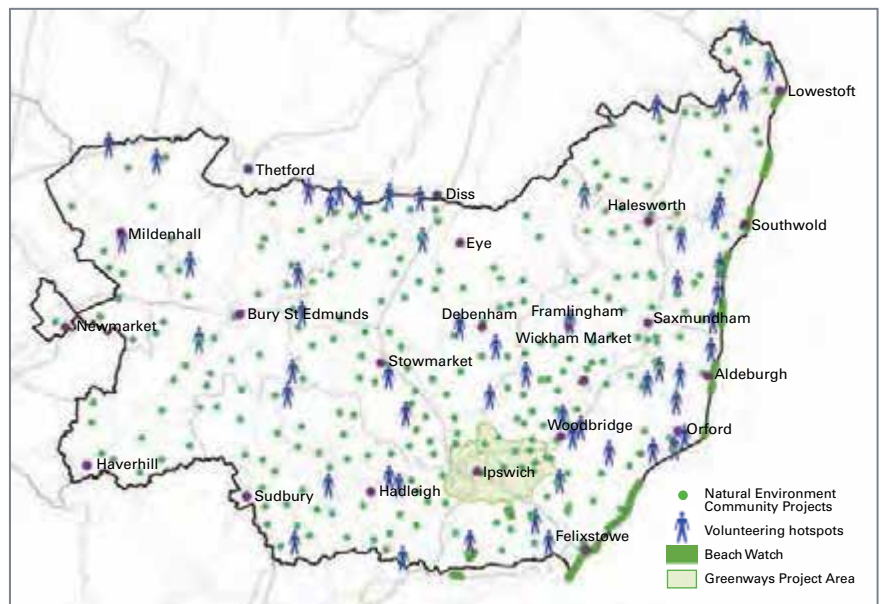 Lowestoft
Thetford
Diss
Halesworth
Southwold
Mildenhall
Eye
Bury St Edmunds
Debenham
Framlingham
Saxmundham
Newmarket
Wickham Market
Stowmarket
Aldeburgh
Woodbridge
Orford
Haverhill
Ipswich
Sudbury
Hadleigh
Felixstowe
Natural Environment
Community Projects
Volunteering hotspots
Beach Watch
Greenways Project Area